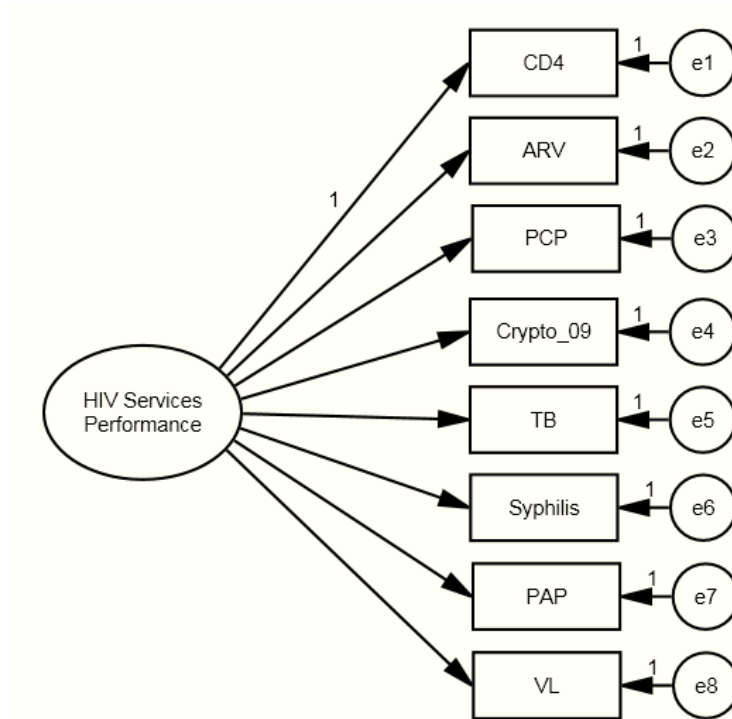 1
CD4
1
e1
ARV
1
e2
1
PCP
1
e3
Crypto_09
1
e4
HIV Services
Performance
TB
1
e5
Syphilis
1
e6
PAP
1
e7
VL
1
e8